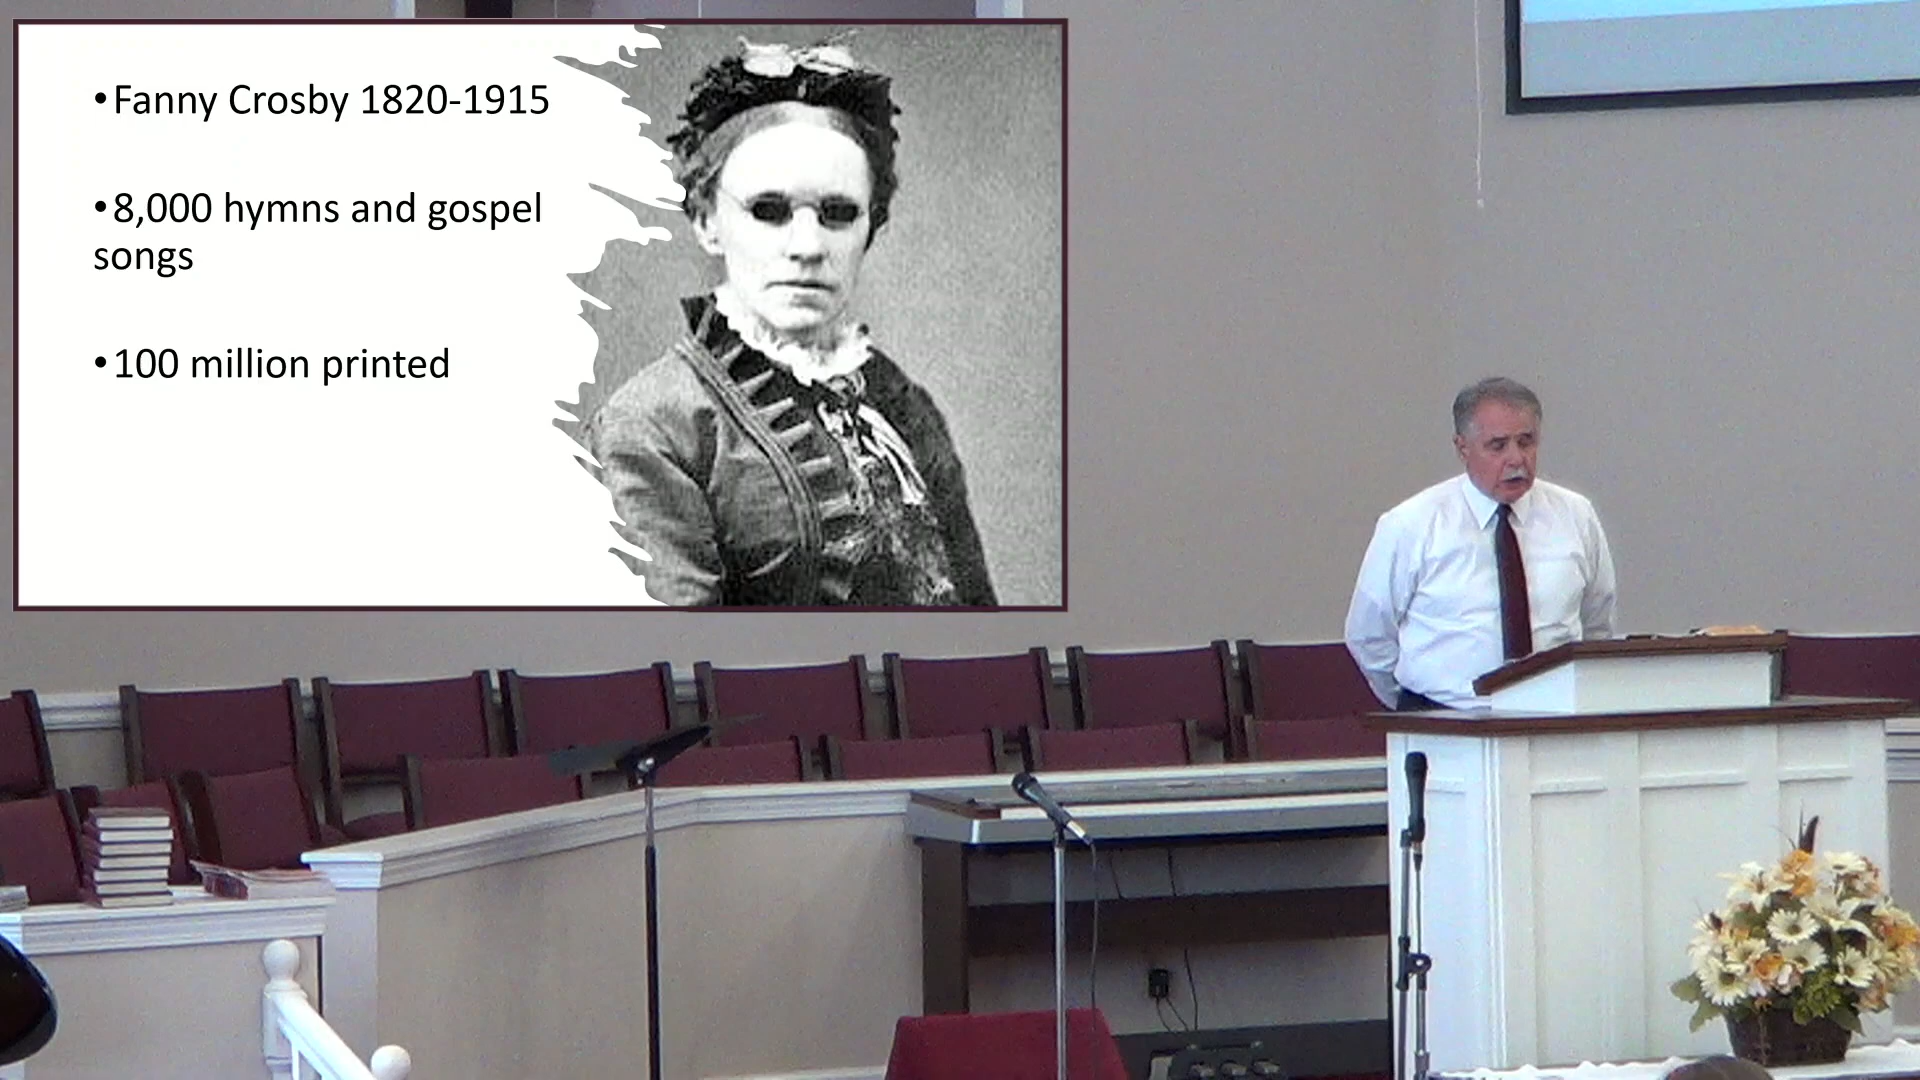 •Fanny Crosby 1820-1915
•8,000 hymns and gospel
songs
•100 million printed